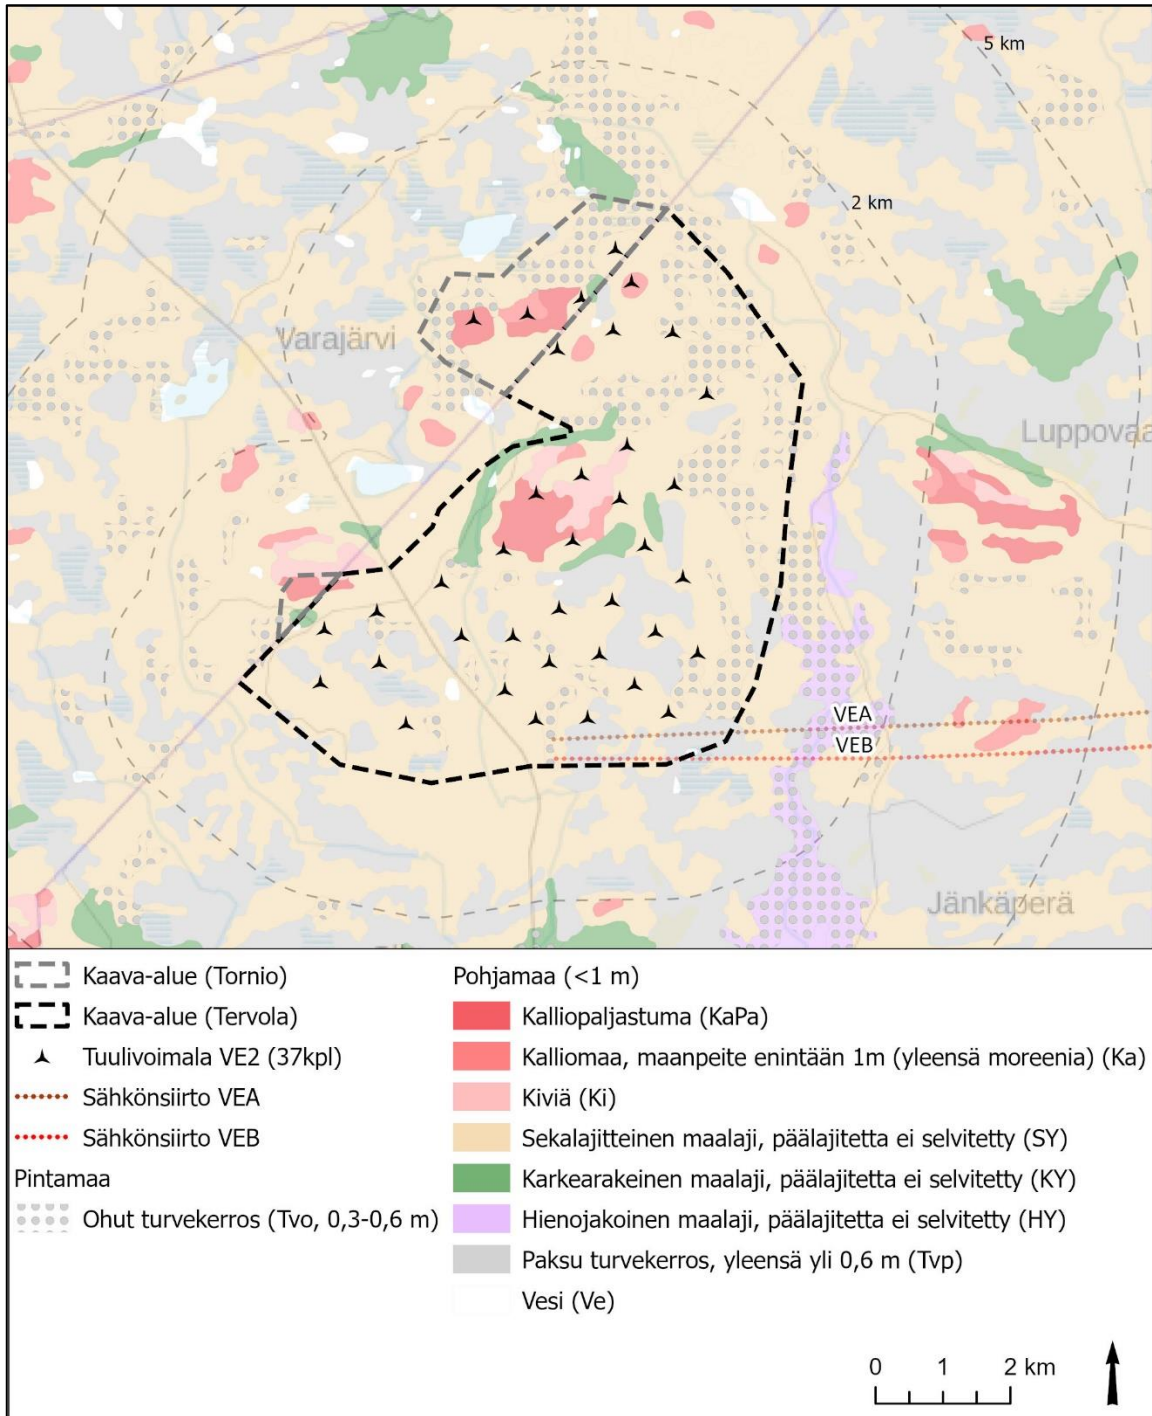 5 km
2 km
Varajärvi
Luppovaa
VEA
VEB
Jänkäperä
Kaava-alue (Tornio)
Kaava-alue (Tervola)
Tuulivoimala VE2 (37kpl)
Sähkönsiirto VEA
Sähkönsiirto VEB
Pintamaa
Ohut turvekerros (Tvo, 0,3-0,6 m)
Pohjamaa (<1 m)
Kalliopaljastuma (KaPa)
Kalliomaa, maanpeite enintään 1m (yleensä moreenia) (Ka)
Kiviä (Ki)
Sekalajitteinen maalaji, päälajitetta ei selvitetty (SY)
Karkearakeinen maalaji, päälajitetta ei selvitetty (KY)
Hienojakoinen maalaji, päälajitetta ei selvitetty (HY)
Paksu turvekerros, yleensä yli 0,6 m (Tvp)
Vesi (Ve)
0 1 2 km